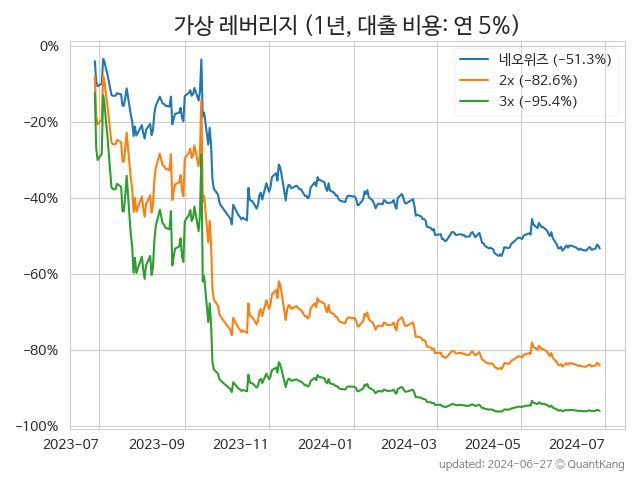 가상 레버리지 (1년, 대출 비용: 연 5%)
0%
−20%
−40%
−60%
−80%
−100%
네오위즈 (−51.3%)
2x (−82.6%)
3x (−95.4%)
2023-07
2023-09
2023-11
2024-01
2024-03
2024-05
2024-07
updated: 2024-06-27 © QuantKang